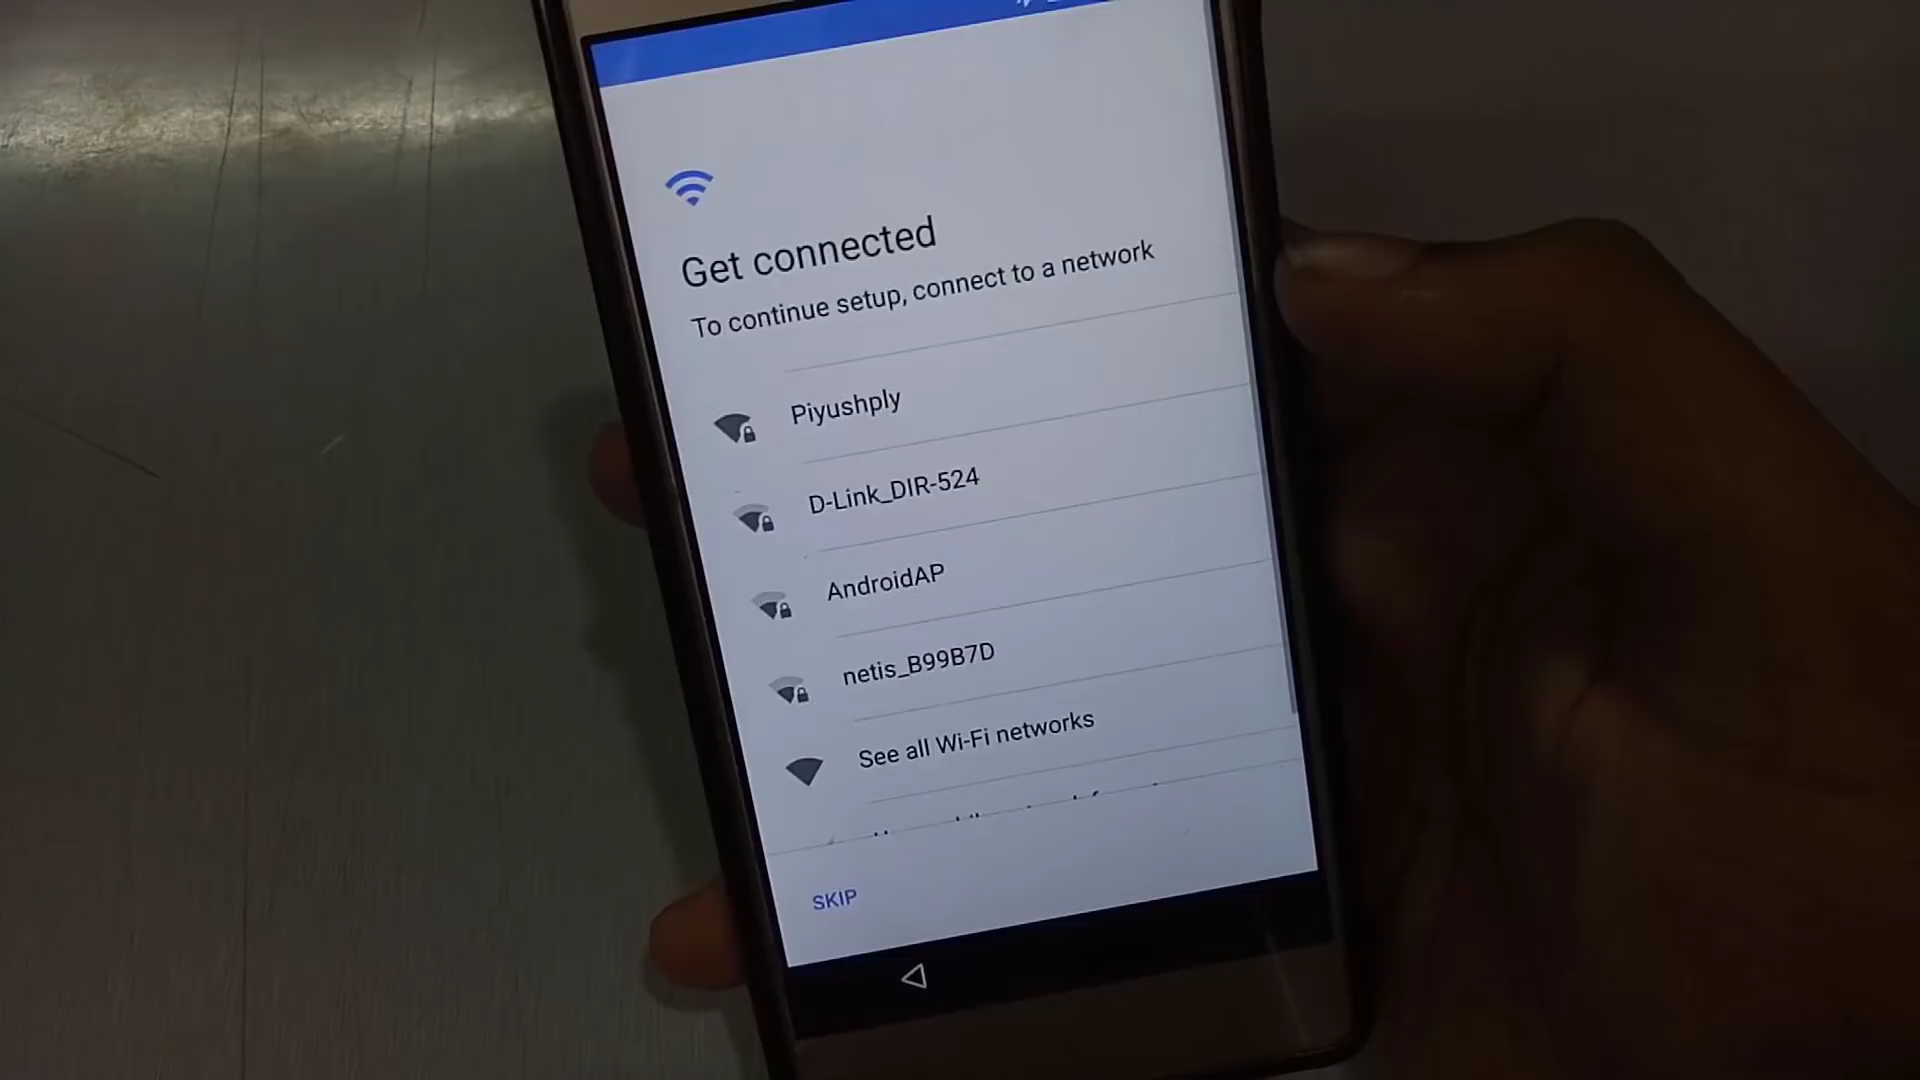 Get connected
To continue setup, connect to a network
Piyushply
D-Link_DIR-524
AndroidAP
netis_B99B7D
See all Wi-Fi networks
SKIP